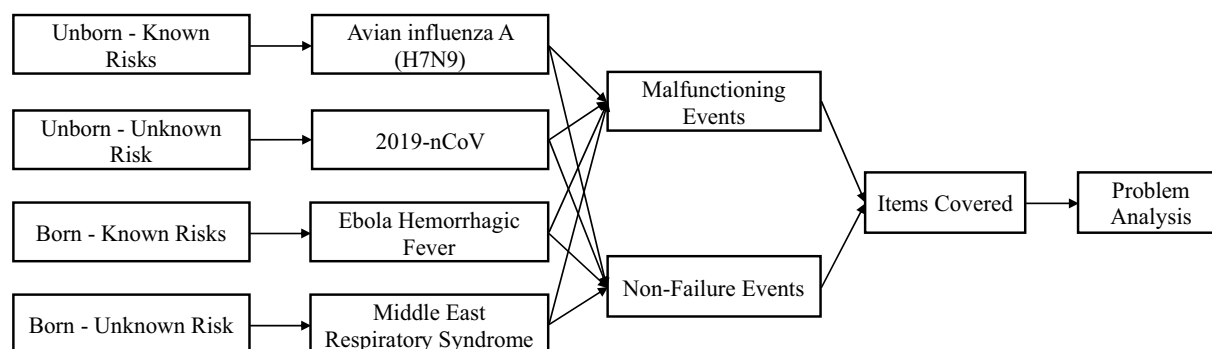 Unborn - Known
Risks
Avian influenza A
(H7N9)
Malfunctioning
Events
Unborn - Unknown
Risk
2019-nCoV
Items Covered
Problem
Analysis
Born - Known Risks
Ebola Hemorrhagic
Fever
Non-Failure Events
Born - Unknown Risk
Middle East
Respiratory Syndrome